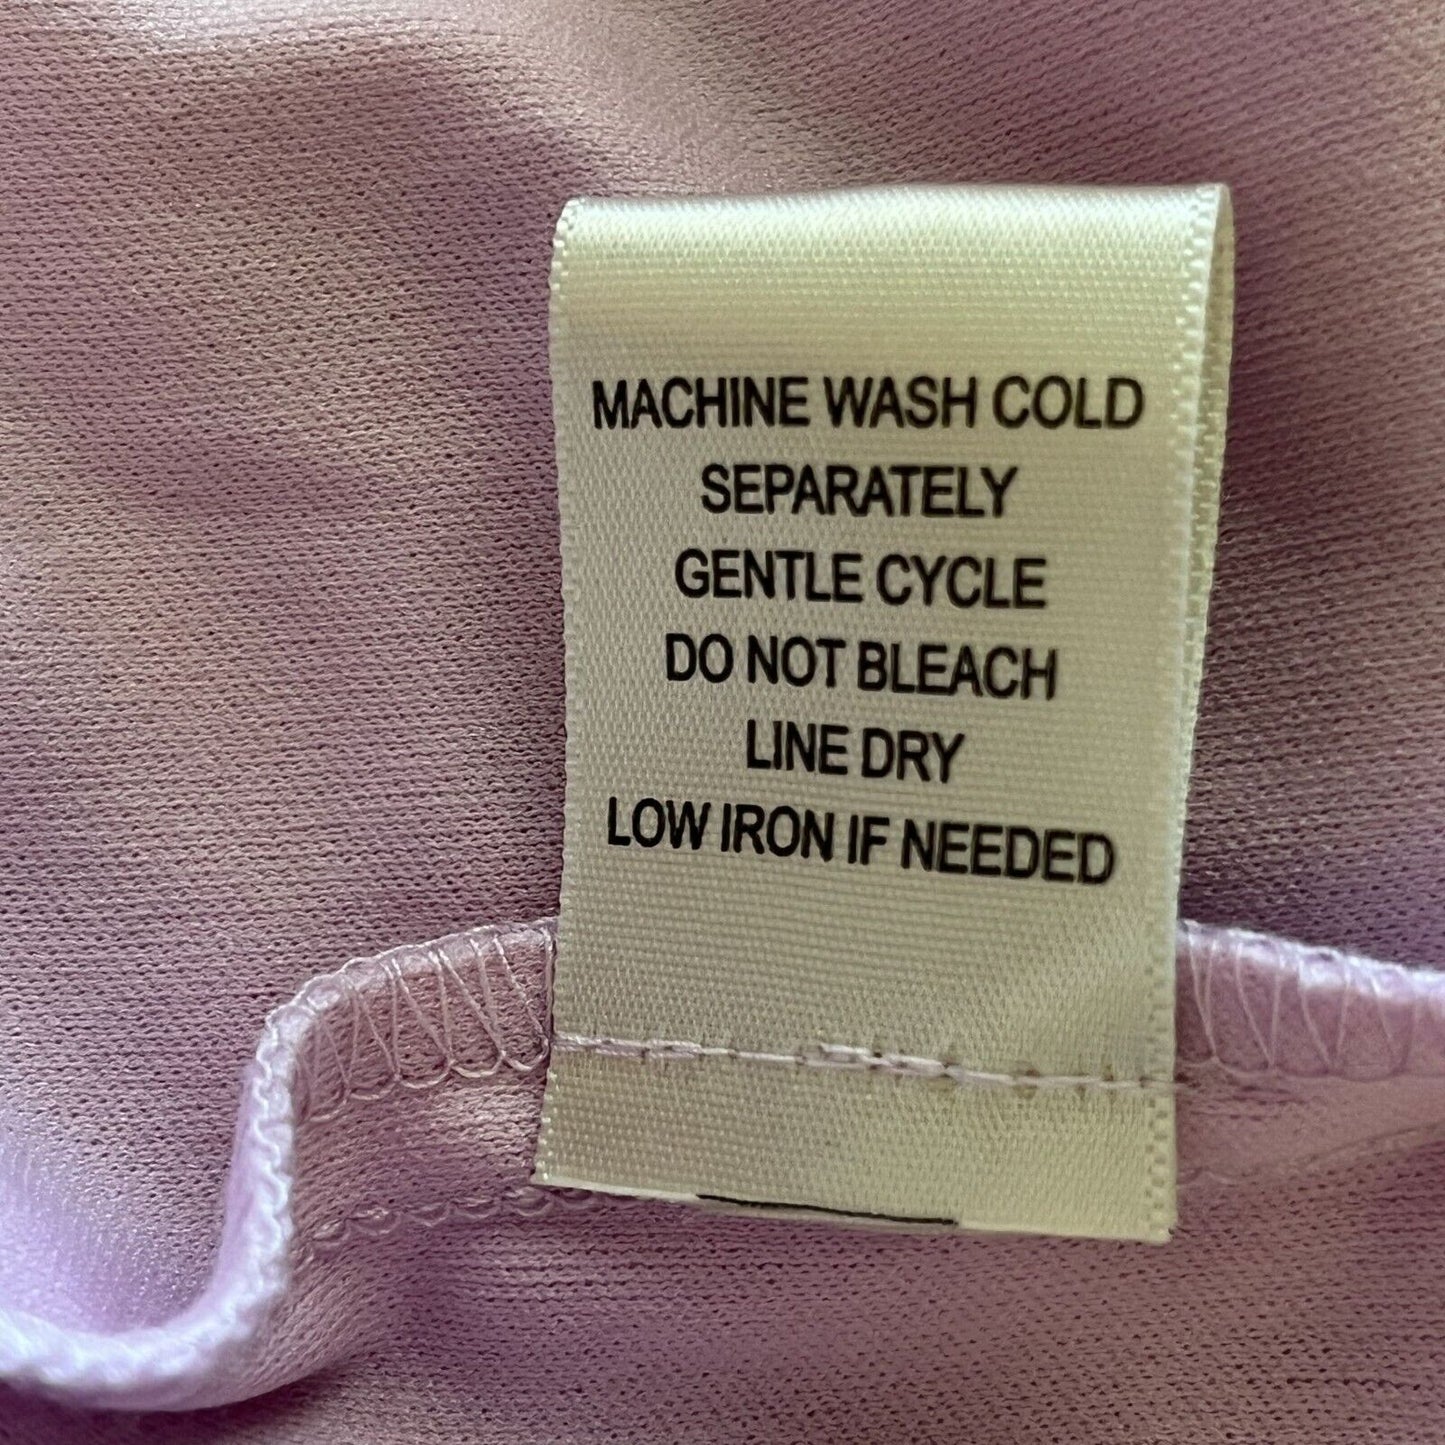 MACHINE WASH COLD
SEPARATELY
GENTLE CYCLE
DO NOT BLEACH
LINE DRY
LOW IRON IF NEEDED